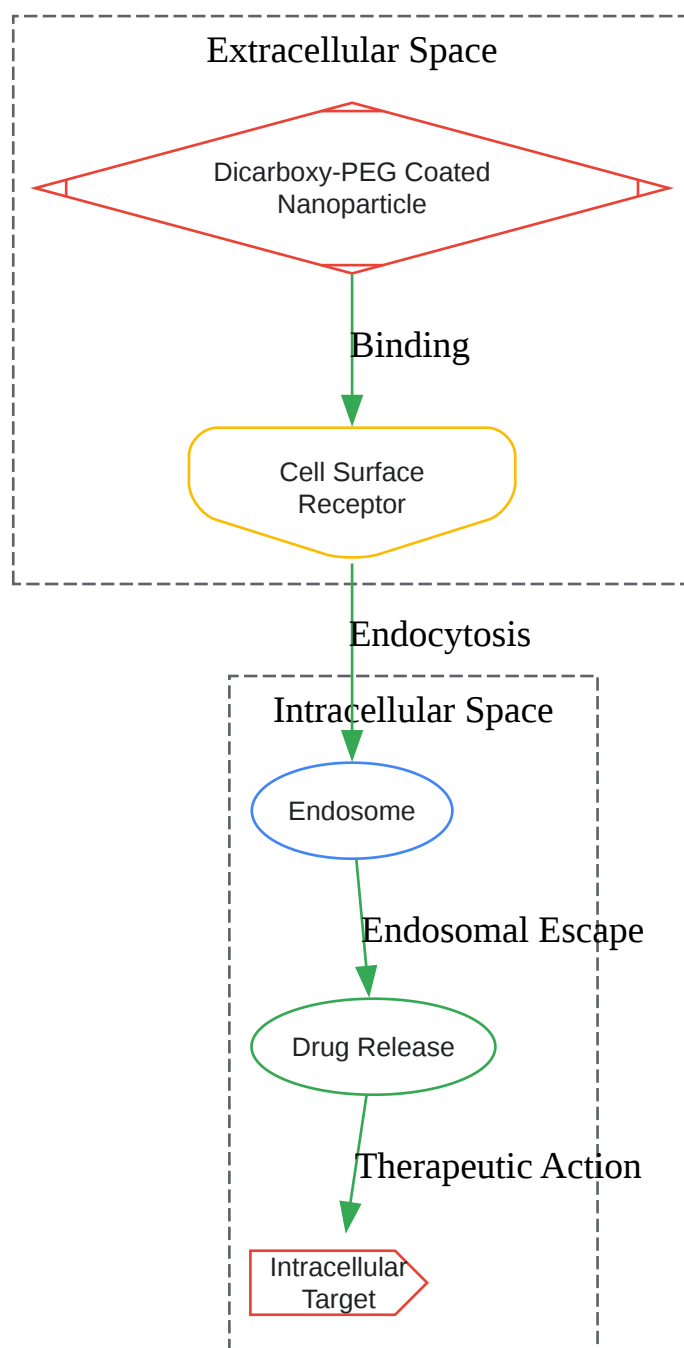 Extracellular Space
Dicarboxy-PEG Coated
Nanoparticle
Binding
Cell Surface
Receptor
Endocytosis
Intracellular Space
Endosome
Endosomal Escape
Drug Release
Therapeutic Action
Intracellular
Target